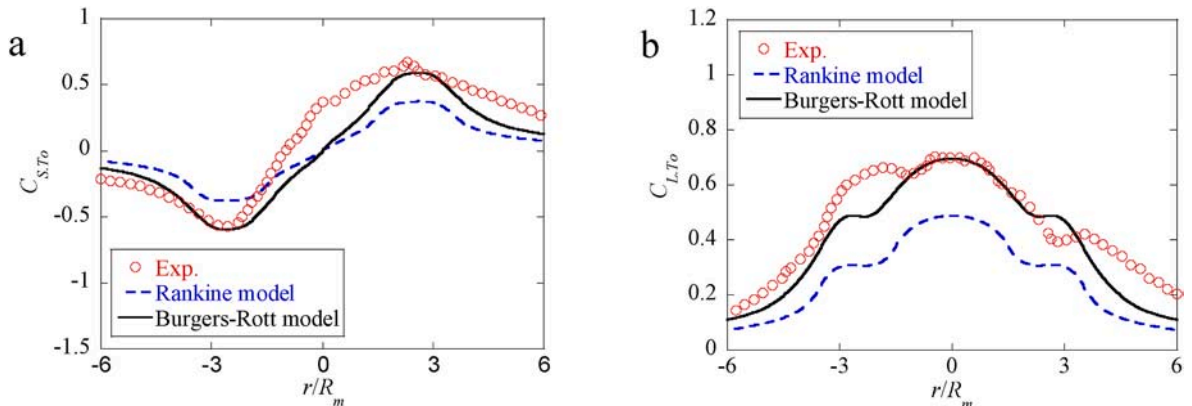 a
1
0.5
0
-0.5
-1
-1.5
C_{S.To}
Exp.
Rankine model
Burgers-Rott model
-6 -3 0 3 6
r/R_m
b
1.2
1
0.8
0.6
0.4
0.2
0
C_{L.To}
Exp.
Rankine model
Burgers-Rott model
-6 -3 0 3 6
r/R_m